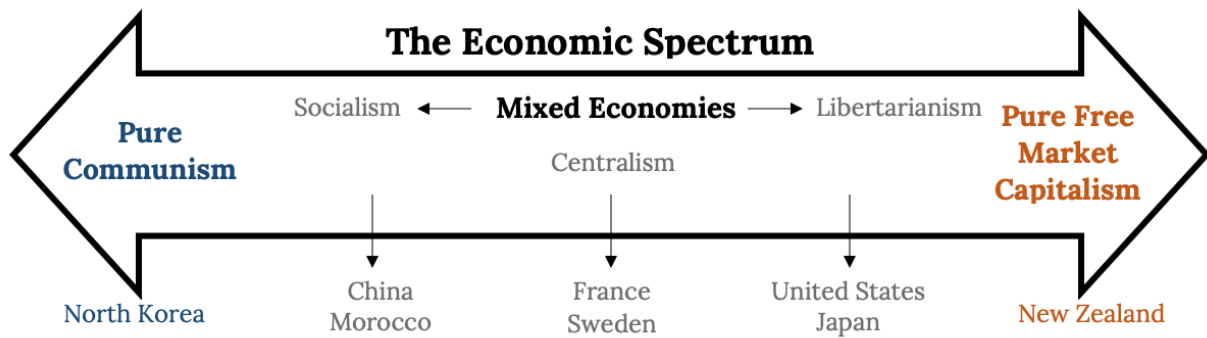 The Economic Spectrum
Socialism
Mixed Economies
Libertarianism
Pure
Communism
Centralism
Pure Free
Market
Capitalism
North Korea
China
Morocco
France
Sweden
United States
Japan
New Zealand